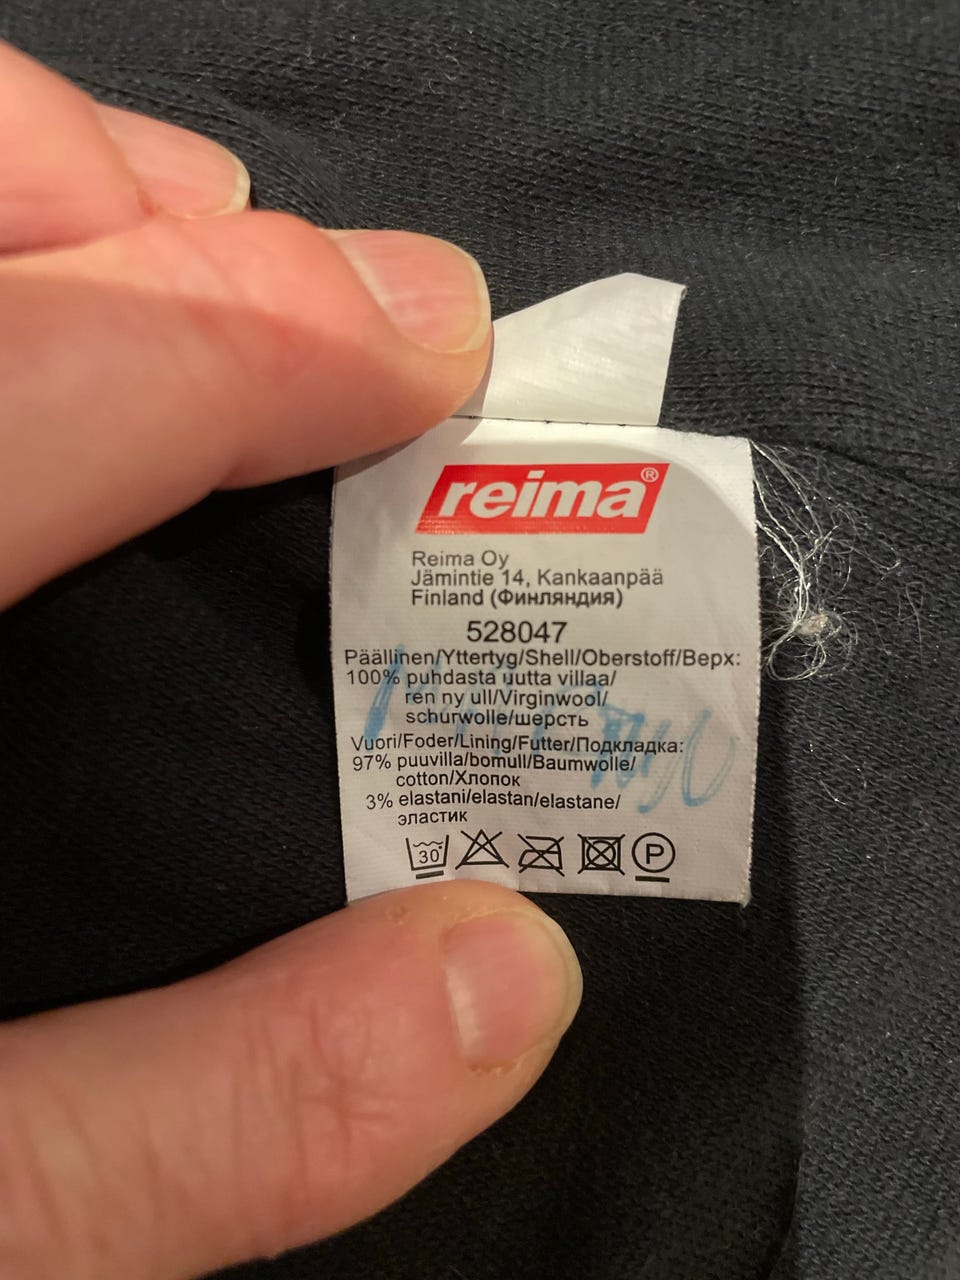 reima®
Reima Oy
Jämintie 14, Kankaanpää
Finland (Финляндия)
528047
Päällinen/Yttertyg/Shell/Oberstoff/Верх:
100% puhdasta uutta villaa/
ren ny ull/Virginwool/
schurwolle/шерсть
Vuori/Foder/Lining/Futter/Подкладка:
97% puuvilla/bomull/Baumwolle/
cotton/Хлопок
3% elastani/elastan/elastane/
эластик
30° P